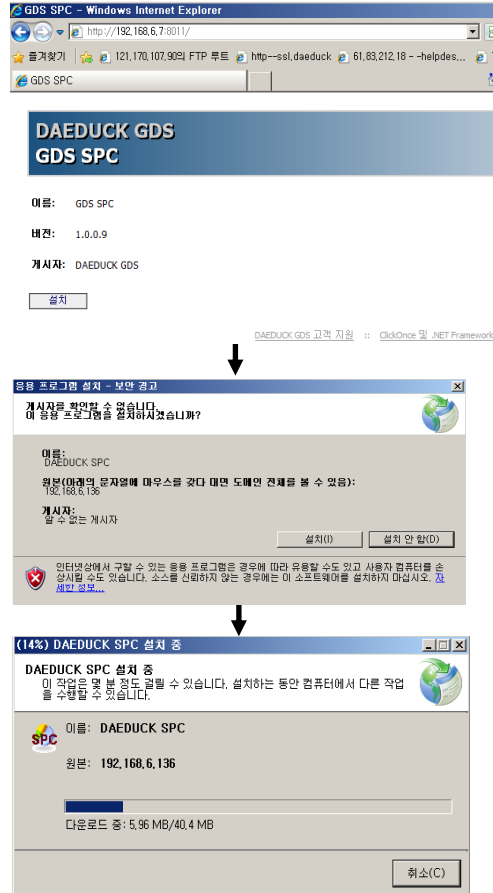 GDS SPC - Windows Internet Explorer
http://192,168,6,7:8011/
즐겨찾기 121,170,107,90의 FTP 루트 http--ssl,daeduck 61,83,212,18 - -helpdes...
GDS SPC
DAEDUCK GDS
GDS SPC
이름: GDS SPC
버전: 1.0.0.9
게시자: DAEDUCK GDS
설치
DAEDUCK GDS 고객 지원 :: ClickOnce 및 .NET Framework
응용 프로그램 설치 - 보안 경고
게시자를 확인할 수 없습니다.
이 응용 프로그램을 설치하시겠습니까?
이름:
DAEDUCK SPC
원본(아래의 문자열에 마우스를 갖다 대면 도메인 전체를 볼 수 있음):
192,168,6,136
게시자:
알 수 없는 게시자
설치(I) 설치 안 함(D)
인터넷상에서 구할 수 있는 응용 프로그램은 경우에 따라 유용할 수도 있고 사용자 컴퓨터를 손
상시킬 수도 있습니다. 소스를 신뢰하지 않는 경우에는 이 소프트웨어를 설치하지 마십시오. 자
세한 정보...
(14%) DAEDUCK SPC 설치 중
DAEDUCK SPC 설치 중
이 작업은 몇 분 정도 걸릴 수 있습니다. 설치하는 동안 컴퓨터에서 다른 작업
을 수행할 수 있습니다.
SPC
이름: DAEDUCK SPC
원본: 192,168,6,136
다운로드 중: 5,96 MB/40,4 MB
취소(C)